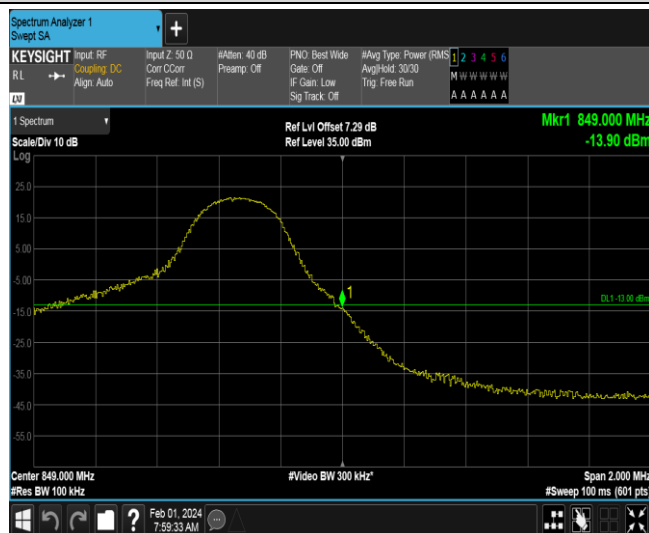 Spectrum Analyzer 1
Swept SA
+
KEYSIGHT
RL
Input: RF
Coupling: DC
Align: Auto
Input Z: 50 Ω
Corr CCorr
Freq Ref: Int (S)
#Atten: 40 dB
Preamp: Off
PNO: Best Wide
Gate: Off
IF Gain: Low
Sig Track: Off
#Avg Type: Power (RMS
Avg|Hold: 30/30
Trig: Free Run
1 2 3 4 5 6
M W W W W W
A A A A A A
LXI
1 Spectrum
Scale/Div 10 dB
Ref Lvl Offset 7.29 dB
Ref Level 35.00 dBm
Mkr1 849.000 MHz
-13.90 dBm
Log
25.0
15.0
5.00
-5.00
1
DL1 -13.00 dBm
-15.0
-35.0
-45.0
-55.0
Center 849.000 MHz
#Video BW 300 kHz*
Span 2.000 MHz
#Res BW 100 kHz
#Sweep 100 ms (601 pts)
?
Feb 01, 2024
7:59:33 AM